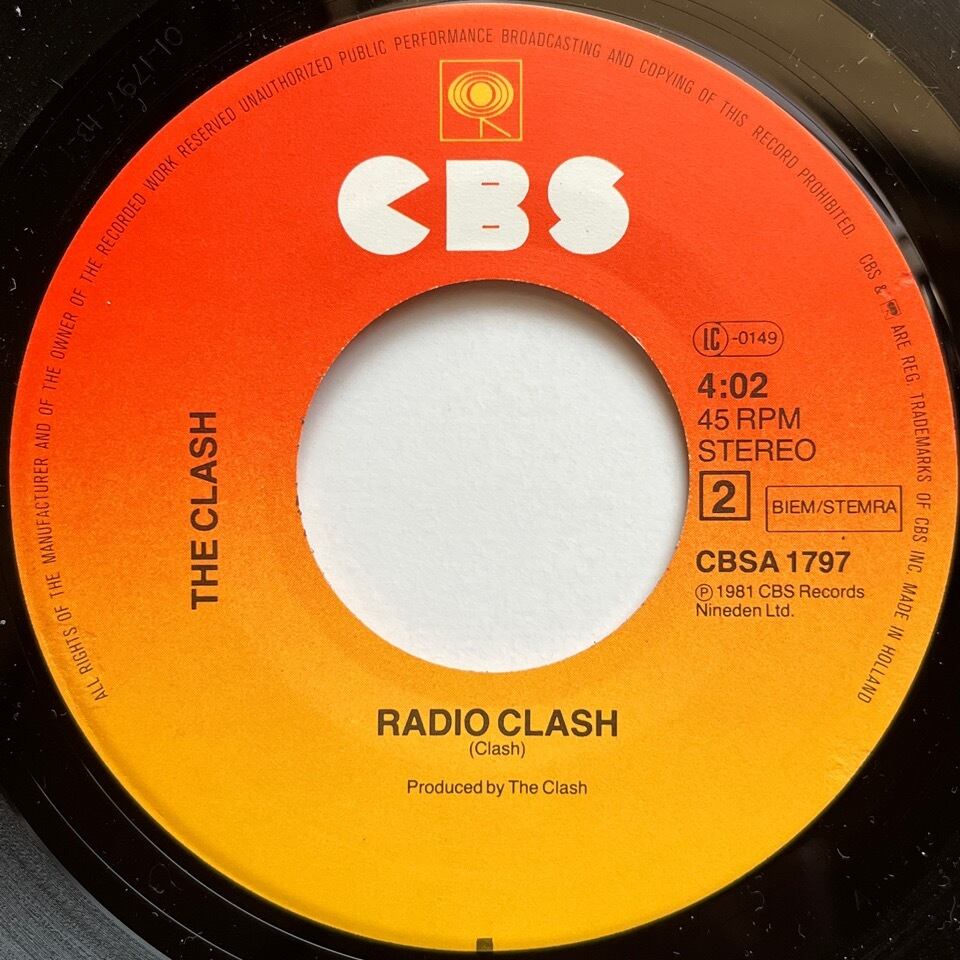 ALL RIGHTS OF THE MANUFACTURER AND OF THE OWNER OF THE RECORDED WORK RESERVED UNAUTHORIZED PUBLIC PERFORMANCE BROADCASTING AND COPYING OF THIS RECORD PROHIBITED. CBS & ARE REG. TRADEMARKS OF CBS INC. MADE IN HOLLAND
CBS
LC-0149
4:02
45 RPM
STEREO
2
BIEM/STEMRA
CBSA 1797
℗ 1981 CBS Records
Nineden Ltd.
THE CLASH
RADIO CLASH
(Clash)
Produced by The Clash